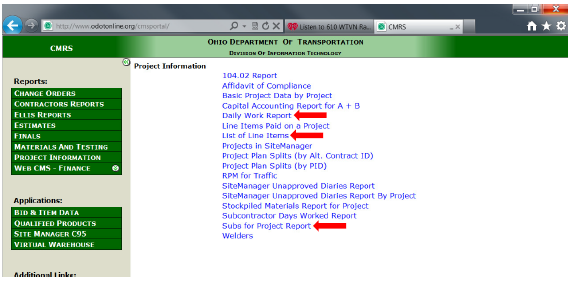 http://www.odotonline.org/cmsportal/
Listen to 610 WTVN Ra...
CMRS
CMRS
OHIO DEPARTMENT OF TRANSPORTATION
DIVISION OF INFORMATION TECHNOLOGY
Project Information
104.02 Report
Affidavit of Compliance
Basic Project Data by Project
Capital Accounting Report for A + B
Daily Work Report
Line Items Paid on a Project
List of Line Items
Projects in SiteManager
Project Plan Splits (by Alt. Contract ID)
Project Plan Splits (by PID)
RPM for Traffic
SiteManager Unapproved Diaries Report
SiteManager Unapproved Diaries Report By Project
Stockpiled Materials Report for Project
Subcontractor Days Worked Report
Subs for Project Report
Welders
Reports:
CHANGE ORDERS
CONTRACTORS REPORTS
ELLIS REPORTS
ESTIMATES
FINALS
MATERIALS AND TESTING
PROJECT INFORMATION
WEB CMS - FINANCE
Applications:
BID & ITEM DATA
QUALIFIED PRODUCTS
SITE MANAGER C95
VIRTUAL WAREHOUSE
Additional Links: